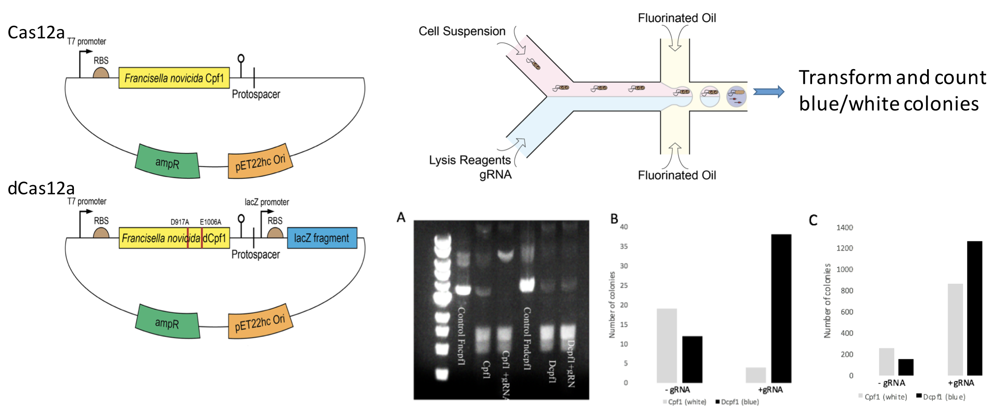 Cas12a
T7 promoter
RBS
Francisella novicida Cpf1
Protospacer
ampR
pET22hc Ori
dCas12a
T7 promoter
lacZ promoter
RBS
D917A
E1006A
RBS
Francisella novicida dCpf1
lacZ fragment
Protospacer
ampR
pET22hc Ori
Cell Suspension
Fluorinated Oil
Lysis Reagents
gRNA
Fluorinated Oil
Transform and count
blue/white colonies
A
Control Fncpf1
Cpf1
Cpf1 +gRNA
Control Fndcpf1
Dcpf1
Dcpf1 +gRN
B
Number of colonies
40
35
30
25
20
15
10
5
0
- gRNA
+gRNA
Cpf1 (white)
Dcpf1 (blue)
C
Number of colonies
1400
1200
1000
800
600
400
200
0
- gRNA
+gRNA
Cpf1 (white)
Dcpf1 (blue)